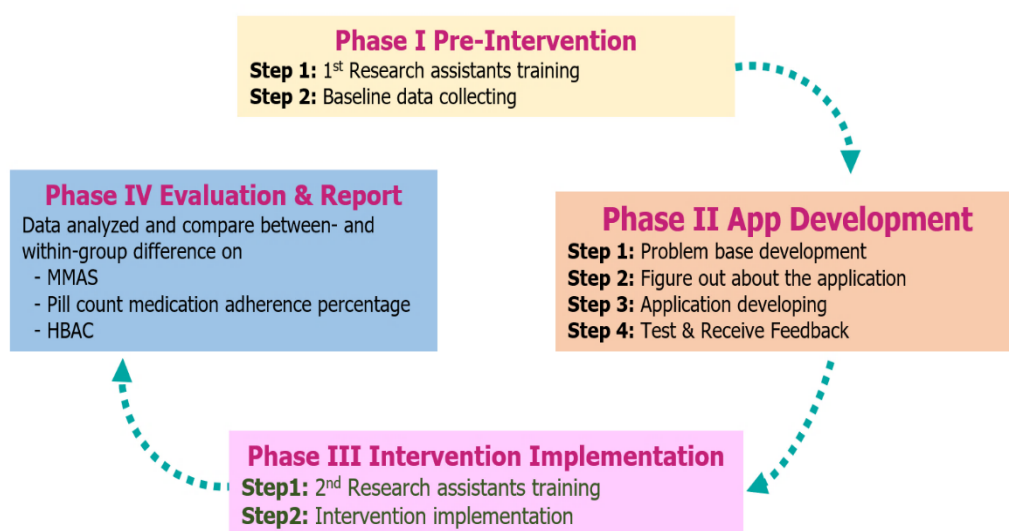 Phase I Pre-Intervention
Step 1: 1st Research assistants training
Step 2: Baseline data collecting
Phase II App Development
Step 1: Problem base development
Step 2: Figure out about the application
Step 3: Application developing
Step 4: Test & Receive Feedback
Phase III Intervention Implementation
Step1: 2nd Research assistants training
Step2: Intervention implementation
Phase IV Evaluation & Report
Data analyzed and compare between- and
within-group difference on
- MMAS
- Pill count medication adherence percentage
- HBAC